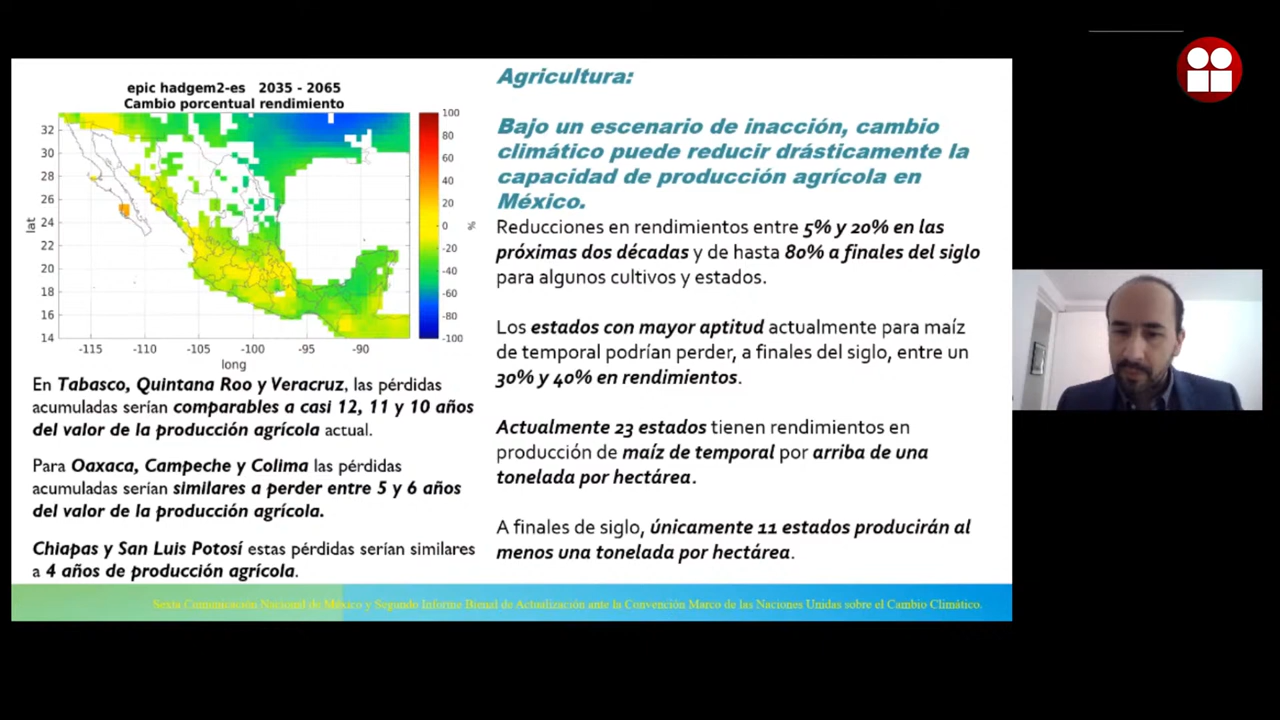 epic hadgem2-es 2035 - 2065
Cambio porcentual rendimiento
100
80
60
40
20
0
-20
-40
-60
-80
-100
%
32
30
28
26
24
22
20
18
16
14
lat
-115
-110
-105
-100
-95
-90
long
En Tabasco, Quintana Roo y Veracruz, las pérdidas
acumuladas serían comparables a casi 12, 11 y 10 años
del valor de la producción agrícola actual.
Para Oaxaca, Campeche y Colima las pérdidas
acumuladas serían similares a perder entre 5 y 6 años
del valor de la producción agrícola.
Chiapas y San Luis Potosí estas pérdidas serían similares
a 4 años de producción agrícola.
Agricultura:
Bajo un escenario de inacción, cambio
climático puede reducir drásticamente la
capacidad de producción agrícola en
México.
Reducciones en rendimientos entre 5% y 20% en las
próximas dos décadas y de hasta 80% a finales del siglo
para algunos cultivos y estados.
Los estados con mayor aptitud actualmente para maíz
de temporal podrían perder, a finales del siglo, entre un
30% y 40% en rendimientos.
Actualmente 23 estados tienen rendimientos en
producción de maíz de temporal por arriba de una
tonelada por hectárea.
A finales de siglo, únicamente 11 estados producirán al
menos una tonelada por hectárea.
Sexta Comunicación Nacional de México y Segundo Informe Bienal de Actualización ante la Convención Marco de las Naciones Unidas sobre el Cambio Climático.